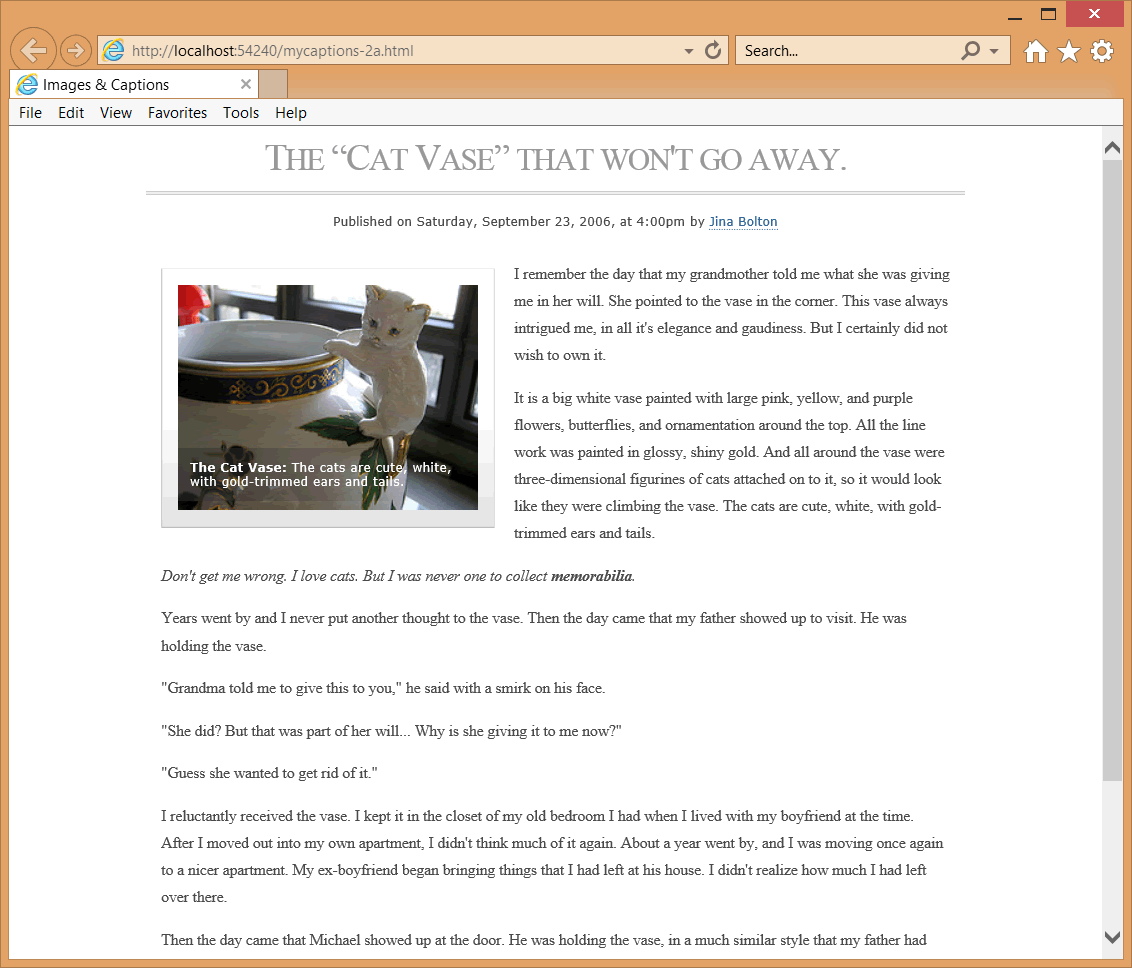 http://localhost:54240/mycaptions-2a.html
Search...
Images & Captions
File Edit View Favorites Tools Help
The “Cat Vase” that won't go away.
Published on Saturday, September 23, 2006, at 4:00pm by Jina Bolton
The Cat Vase: The cats are cute, white,
with gold-trimmed ears and tails.
I remember the day that my grandmother told me what she was giving
me in her will. She pointed to the vase in the corner. This vase always
intrigued me, in all it's elegance and gaudiness. But I certainly did not
wish to own it.
It is a big white vase painted with large pink, yellow, and purple
flowers, butterflies, and ornamentation around the top. All the line
work was painted in glossy, shiny gold. And all around the vase were
three-dimensional figurines of cats attached on to it, so it would look
like they were climbing the vase. The cats are cute, white, with gold-
trimmed ears and tails.
Don't get me wrong. I love cats. But I was never one to collect memorabilia.
Years went by and I never put another thought to the vase. Then the day came that my father showed up to visit. He was
holding the vase.
"Grandma told me to give this to you," he said with a smirk on his face.
"She did? But that was part of her will... Why is she giving it to me now?"
"Guess she wanted to get rid of it."
I reluctantly received the vase. I kept it in the closet of my old bedroom I had when I lived with my boyfriend at the time.
After I moved out into my own apartment, I didn't think much of it again. About a year went by, and I was moving once again
to a nicer apartment. My ex-boyfriend began bringing things that I had left at his house. I didn't realize how much I had left
over there.
Then the day came that Michael showed up at the door. He was holding the vase, in a much similar style that my father had